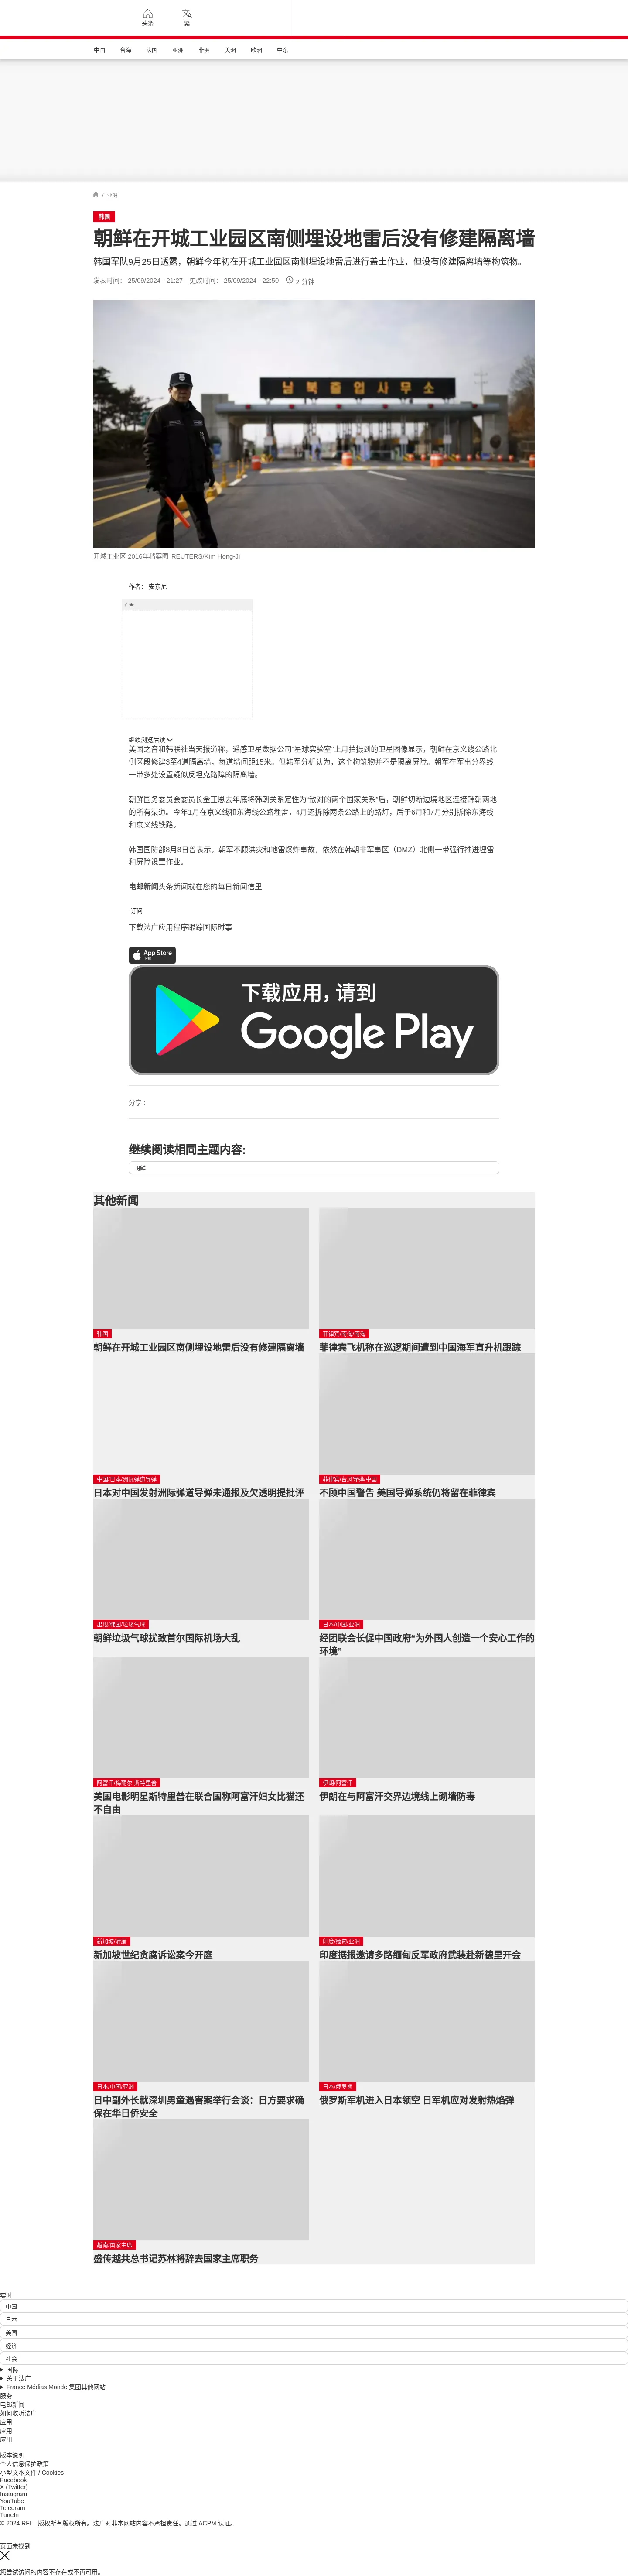 头条
繁
中国
台海
法国
亚洲
非洲
美洲
欧洲
中东
/ 亚洲
韩国
朝鲜在开城工业园区南侧埋设地雷后没有修建隔离墙
韩国军队9月25日透露，朝鲜今年初在开城工业园区南侧埋设地雷后进行盖土作业，但没有修建隔离墙等构筑物。
发表时间： 25/09/2024 - 21:27 更改时间： 25/09/2024 - 22:50 2 分钟
남북출입사무소
开城工业区 2016年档案图 REUTERS/Kim Hong-Ji
作者： 安东尼
广告
继续浏览后续
美国之音和韩联社当天报道称，遥感卫星数据公司“星球实验室”上月拍摄到的卫星图像显示，朝鲜在京义线公路北
侧区段修建3至4道隔离墙，每道墙间距15米。但韩军分析认为，这个构筑物并不是隔离屏障。朝军在军事分界线
一带多处设置疑似反坦克路障的隔离墙。
朝鲜国务委员会委员长金正恩去年底将韩朝关系定性为“敌对的两个国家关系”后，朝鲜切断边境地区连接韩朝两地
的所有渠道。今年1月在京义线和东海线公路埋雷，4月还拆除两条公路上的路灯，后于6月和7月分别拆除东海线
和京义线铁路。
韩国国防部8月8日曾表示，朝军不顾洪灾和地雷爆炸事故，依然在韩朝非军事区（DMZ）北侧一带强行推进埋雷
和屏障设置作业。
电邮新闻头条新闻就在您的每日新闻信里
订阅
下载法广应用程序跟踪国际时事
App Store
下载
下载应用，请到
Google Play
分享 :
继续阅读相同主题内容:
朝鲜
其他新闻
韩国
朝鲜在开城工业园区南侧埋设地雷后没有修建隔离墙
菲律宾/南海/南海
菲律宾飞机称在巡逻期间遭到中国海军直升机跟踪
中国/日本/洲际弹道导弹
日本对中国发射洲际弹道导弹未通报及欠透明提批评
菲律宾/台风导弹/中国
不顾中国警告 美国导弹系统仍将留在菲律宾
出现/韩国/垃圾气球
朝鲜垃圾气球扰致首尔国际机场大乱
日本/中国/亚洲
经团联会长促中国政府“为外国人创造一个安心工作的
环境”
阿富汗/梅丽尔·斯特里普
美国电影明星斯特里普在联合国称阿富汗妇女比猫还
不自由
伊朗/阿富汗
伊朗在与阿富汗交界边境线上砌墙防毒
新加坡/清廉
新加坡世纪贪腐诉讼案今开庭
印度/缅甸/亚洲
印度据报邀请多路缅甸反军政府武装赴新德里开会
日本/中国/亚洲
日中副外长就深圳男童遇害案举行会谈：日方要求确
保在华日侨安全
日本/俄罗斯
俄罗斯军机进入日本领空 日军机应对发射热焰弹
越南/国家主席
盛传越共总书记苏林将辞去国家主席职务
实时
中国
日本
美国
经济
社会
国际
关于法广
France Médias Monde 集团其他网站
服务
电邮新闻
如何收听法广
应用
应用
应用
版本说明
个人信息保护政策
小型文本文件 / Cookies
Facebook
X (Twitter)
Instagram
YouTube
Telegram
TuneIn
© 2024 RFI – 版权所有版权所有。法广对非本网站内容不承担责任。通过 ACPM 认证。
页面未找到
您尝试访问的内容不存在或不再可用。